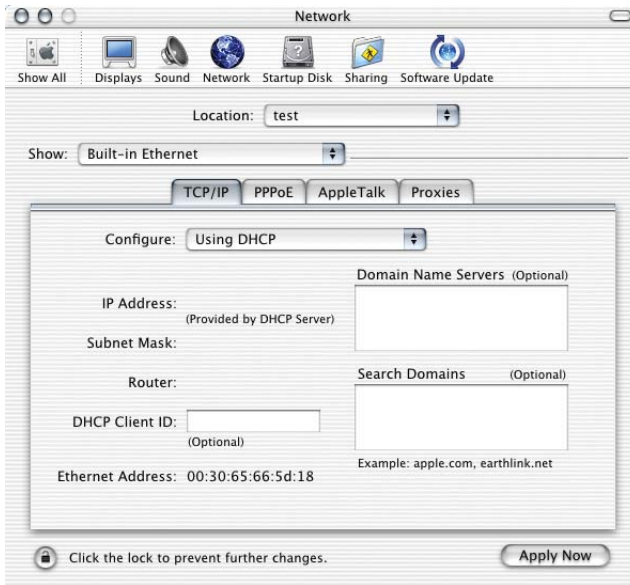 Network
Show All Displays Sound Network Startup Disk Sharing Software Update
Location: test
Show: Built-in Ethernet
TCP/IP PPPoE AppleTalk Proxies
Configure: Using DHCP
Domain Name Servers (Optional)
IP Address:
(Provided by DHCP Server)
Subnet Mask:
Search Domains (Optional)
Router:
DHCP Client ID:
(Optional)
Example: apple.com, earthlink.net
Ethernet Address: 00:30:65:66:5d:18
Click the lock to prevent further changes.
Apply Now